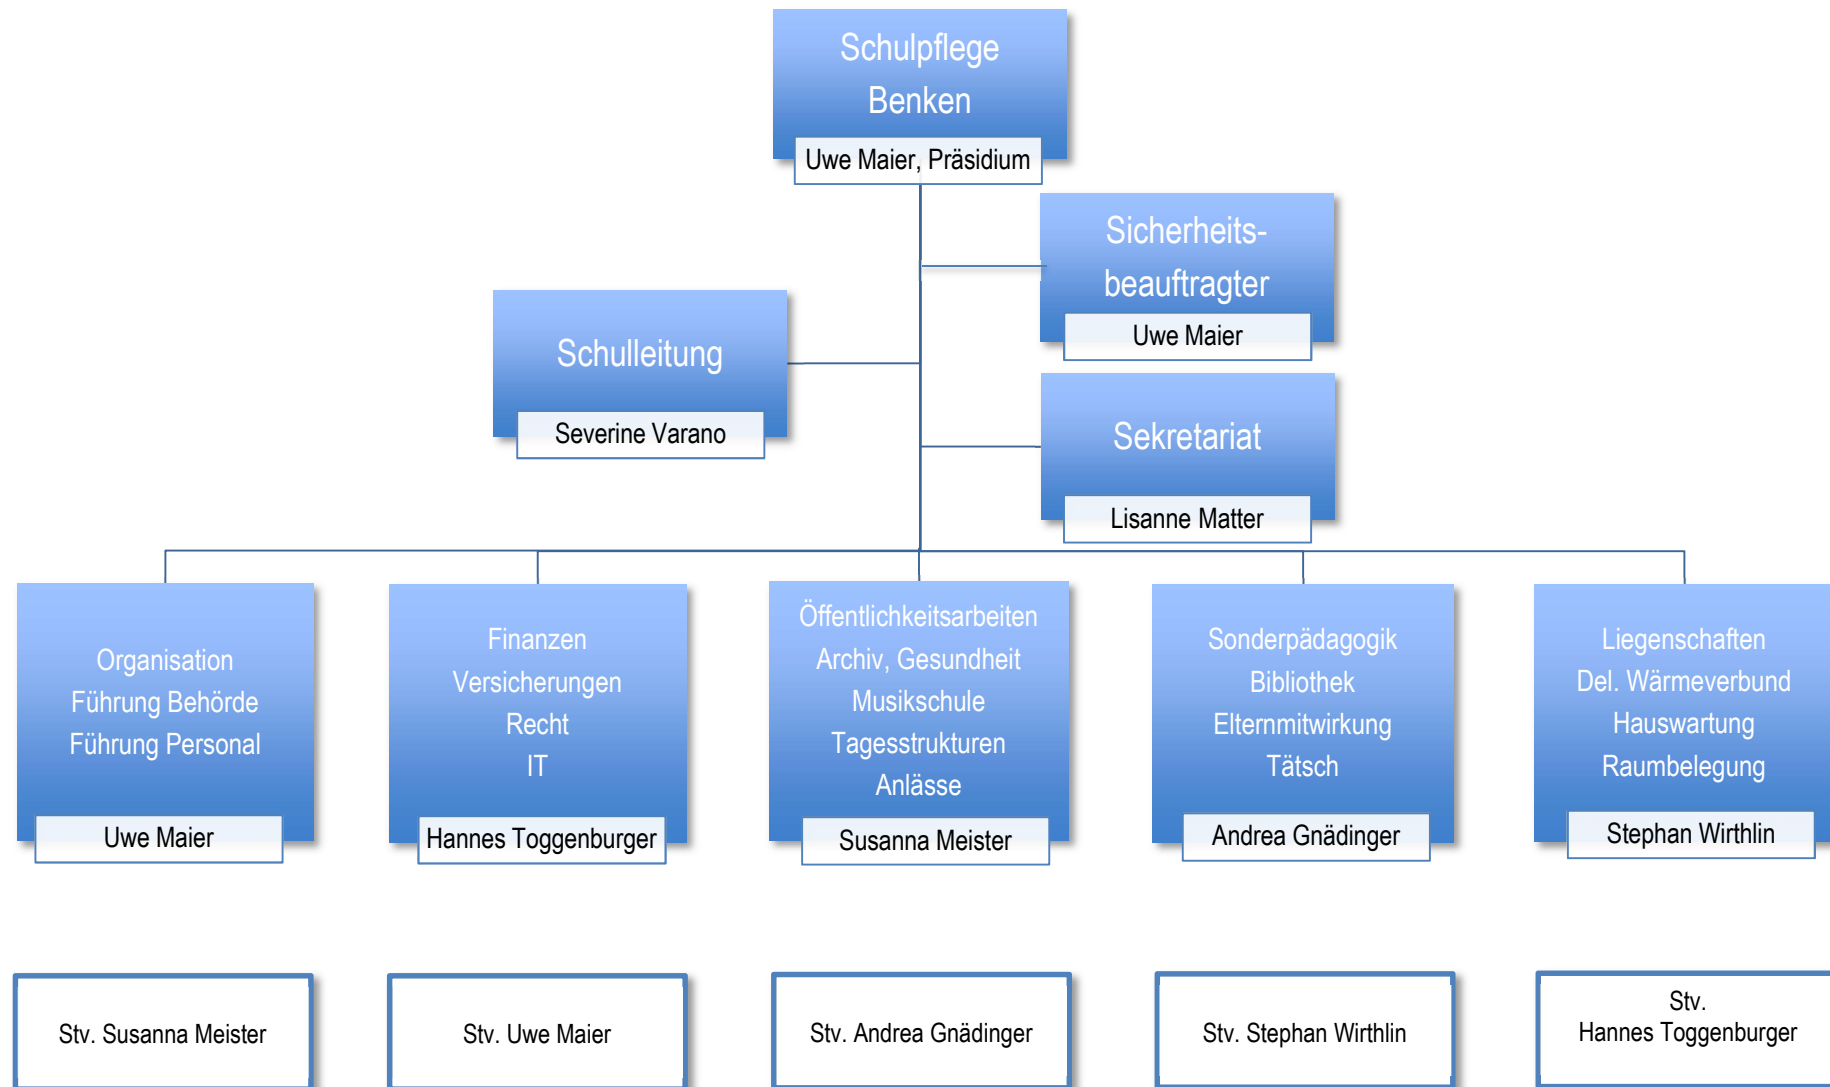 Schulpflege
Benken
Uwe Maier, Präsidium
Sicherheits-
beauftragter
Uwe Maier
Schulleitung
Severine Varano
Sekretariat
Lisanne Matter
Organisation
Führung Behörde
Führung Personal
Uwe Maier
Finanzen
Versicherungen
Recht
IT
Hannes Toggenburger
Öffentlichkeitsarbeiten
Archiv, Gesundheit
Musikschule
Tagesstrukturen
Anlässe
Susanna Meister
Sonderpädagogik
Bibliothek
Elternmitwirkung
Tätsch
Andrea Gnädinger
Liegenschaften
Del. Wärmeverbund
Hauswartung
Raumbelegung
Stephan Wirthlin
Stv. Susanna Meister
Stv. Uwe Maier
Stv. Andrea Gnädinger
Stv. Stephan Wirthlin
Stv.
Hannes Toggenburger